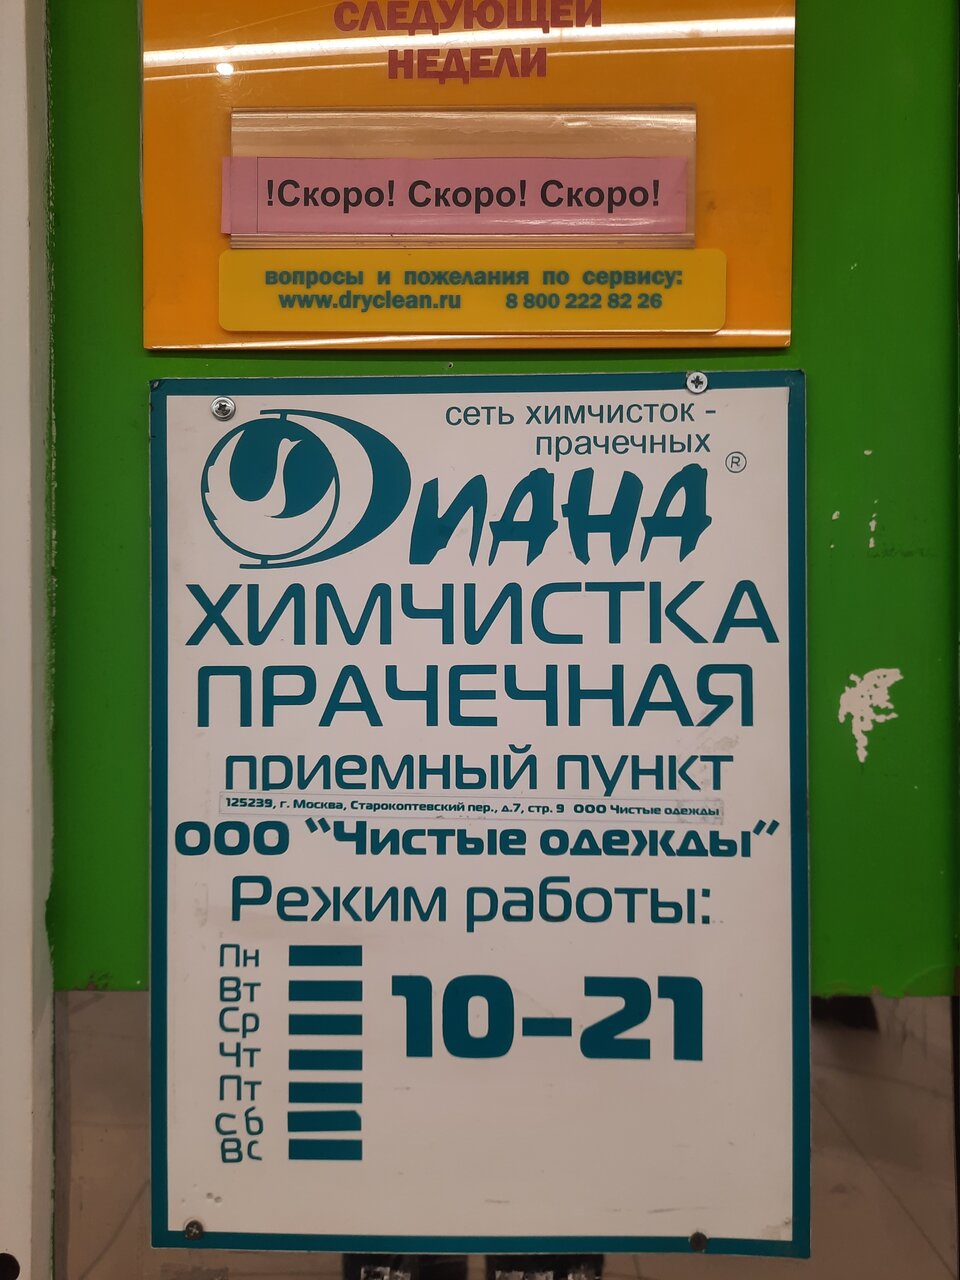 СЛЕДУЮЩЕЙ
НЕДЕЛИ
!Скоро! Скоро! Скоро!
вопросы и пожелания по сервису:
www.dryclean.ru 8 800 222 82 26
сеть химчисток -
прачечных
Диана ®
ХИМЧИСТКА
ПРАЧЕЧНАЯ
приемный пункт
125239, г. Москва, Старокоптевский пер., д.7, стр. 9 ООО Чистые одежды
ООО "Чистые одежды"
Режим работы:
Пн
Вт
10-21
Ср
Чт
Пт
Сб
Вс